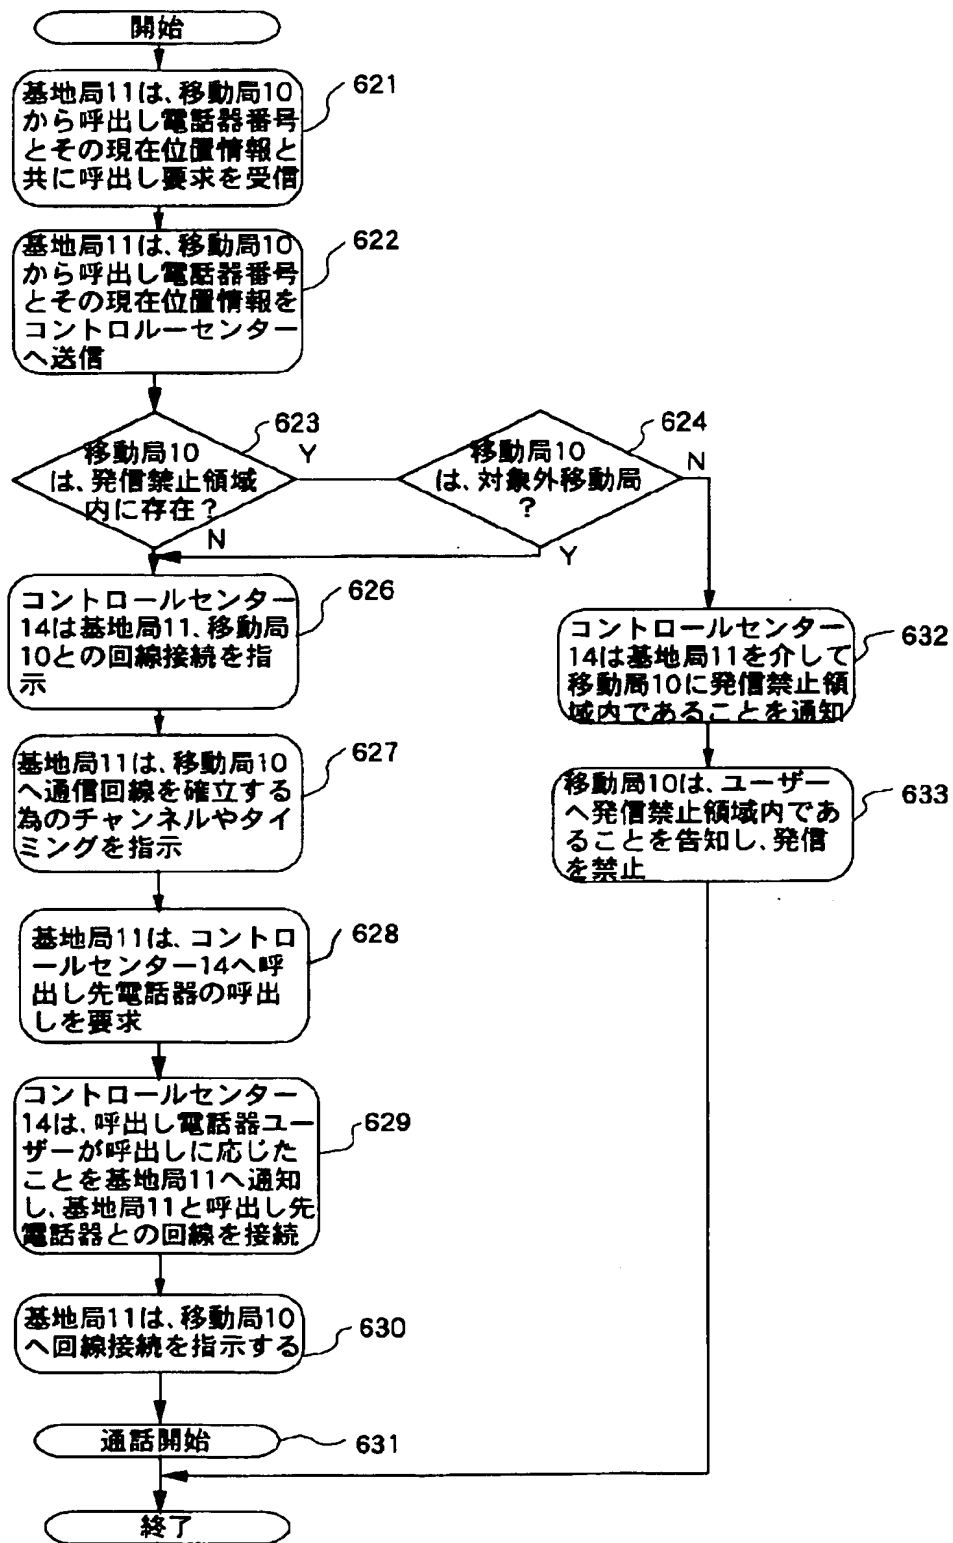 開始
基地局11は、移動局10
から呼出し電話器番号
とその現在位置情報と
共に呼出し要求を受信
621
基地局11は、移動局10
から呼出し電話器番号
とその現在位置情報を
コントロルーセンター
へ送信
622
移動局10
は、発信禁止領域
内に存在？
623
Y
N
移動局10
は、対象外移動局
？
624
N
Y
コントロールセンター
14は基地局11、移動局
10との回線接続を指
示
626
基地局11は、移動局10
へ通信回線を確立する
為のチャンネルやタイ
ミングを指示
627
基地局11は、コントロ
ールセンター14へ呼
出し先電話器の呼出
しを要求
628
コントロールセンター
14は、呼出し電話器ユー
ザーが呼出しに応じた
ことを基地局11へ通知
し、基地局11と呼出し先
電話器との回線を接続
629
基地局11は、移動局10
へ回線接続を指示する
630
通話開始
631
コントロールセンター
14は基地局11を介して
移動局10に発信禁止領
域内であることを通知
632
移動局10は、ユーザー
へ発信禁止領域内であ
ることを告知し、発信
を禁止
633
終了